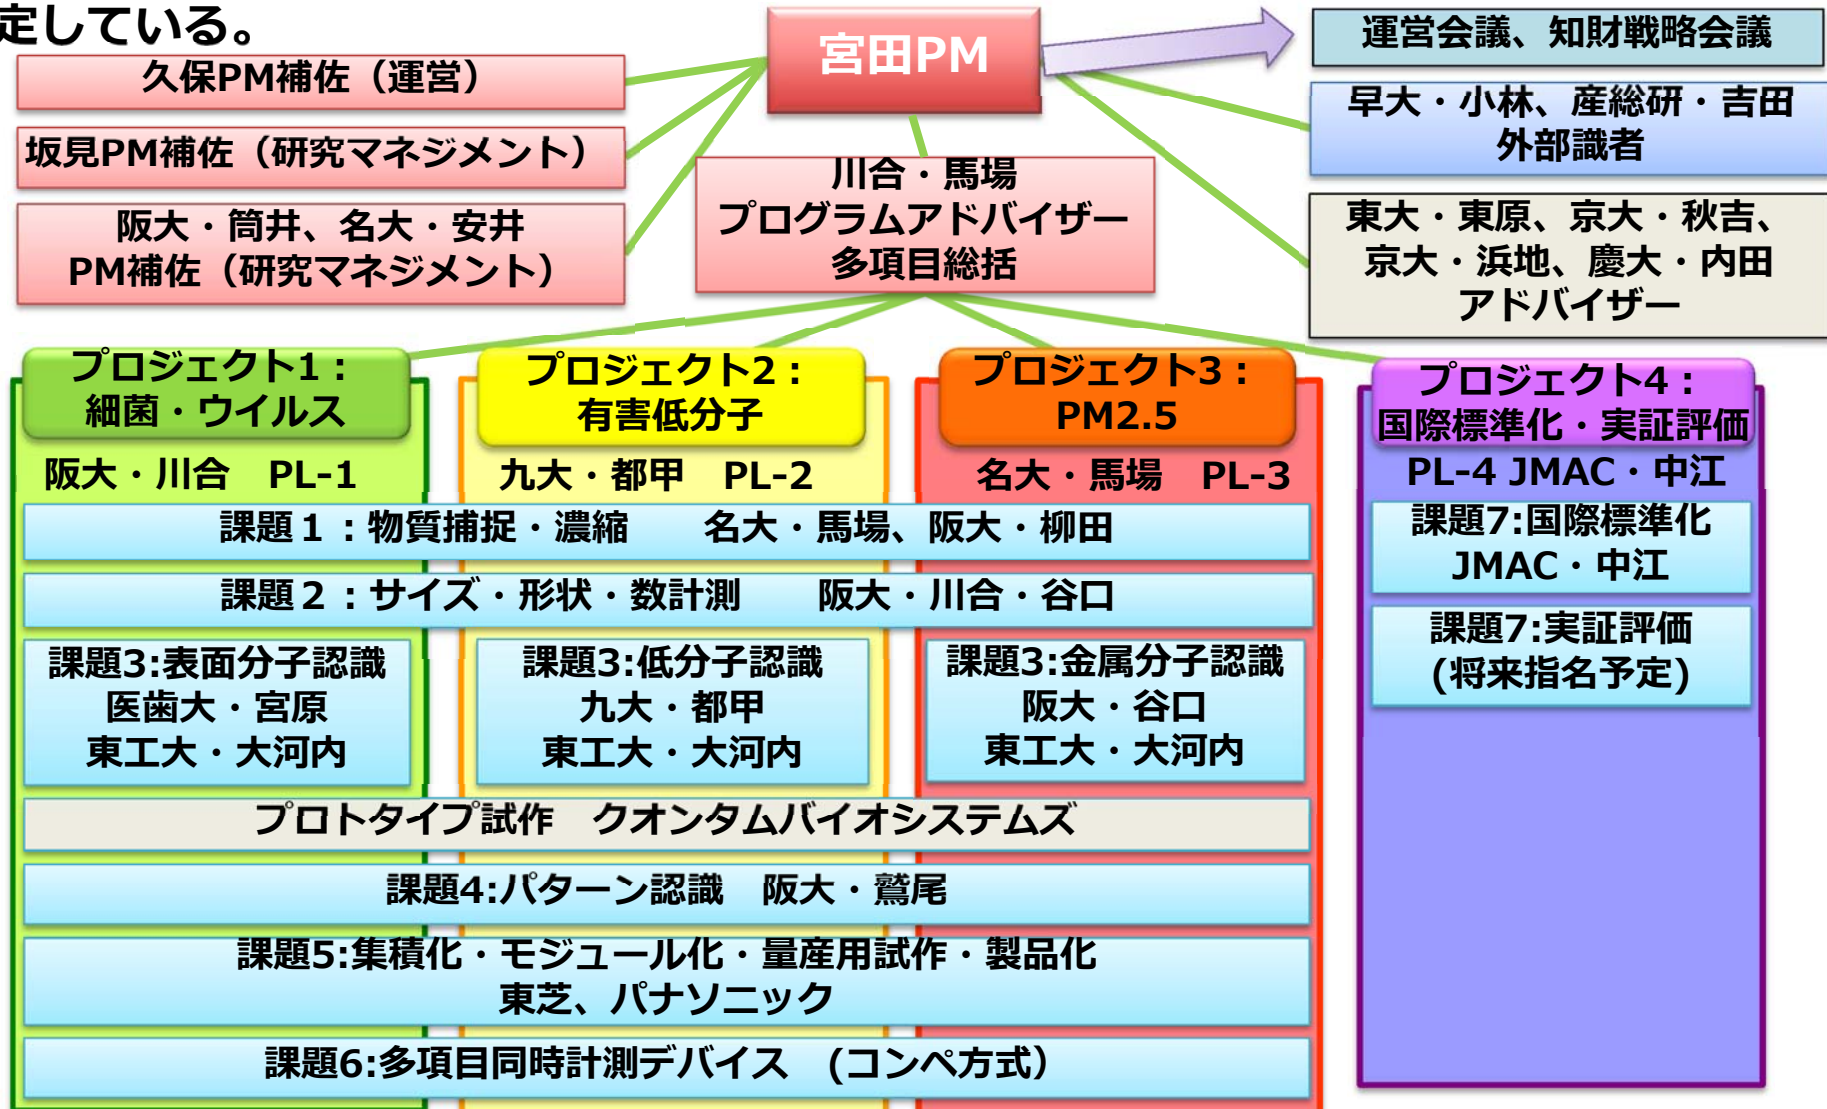 定している。
宮田PM
運営会議、知財戦略会議
久保PM補佐（運営）
坂見PM補佐（研究マネジメント）
阪大・筒井、名大・安井
PM補佐（研究マネジメント）
川合・馬場
プログラムアドバイザー
多項目総括
早大・小林、産総研・吉田
外部識者
東大・東原、京大・秋吉、
京大・浜地、慶大・内田
アドバイザー
プロジェクト1：
細菌・ウイルス
阪大・川合　PL-1
プロジェクト2：
有害低分子
九大・都甲　PL-2
プロジェクト3：
PM2.5
名大・馬場　PL-3
プロジェクト4：
国際標準化・実証評価
PL-4 JMAC・中江
課題１：物質捕捉・濃縮　　名大・馬場、阪大・柳田
課題２：サイズ・形状・数計測　　阪大・川合・谷口
課題3:表面分子認識
医歯大・宮原
東工大・大河内
課題3:低分子認識
九大・都甲
東工大・大河内
課題3:金属分子認識
阪大・谷口
東工大・大河内
課題7:国際標準化
JMAC・中江
課題7:実証評価
(将来指名予定)
プロトタイプ試作　クオンタムバイオシステムズ
課題4:パターン認識　阪大・鷲尾
課題5:集積化・モジュール化・量産用試作・製品化
東芝、パナソニック
課題6:多項目同時計測デバイス　(コンペ方式）